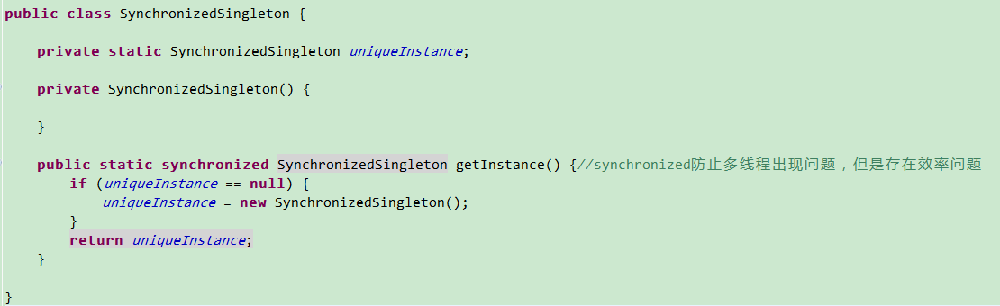 public class SynchronizedSingleton {
private static SynchronizedSingleton uniqueInstance;
private SynchronizedSingleton() {
}
public static synchronized SynchronizedSingleton getInstance() {//synchronized防止多线程出现问题，但是存在效率问题
if (uniqueInstance == null) {
uniqueInstance = new SynchronizedSingleton();
}
return uniqueInstance;
}
}